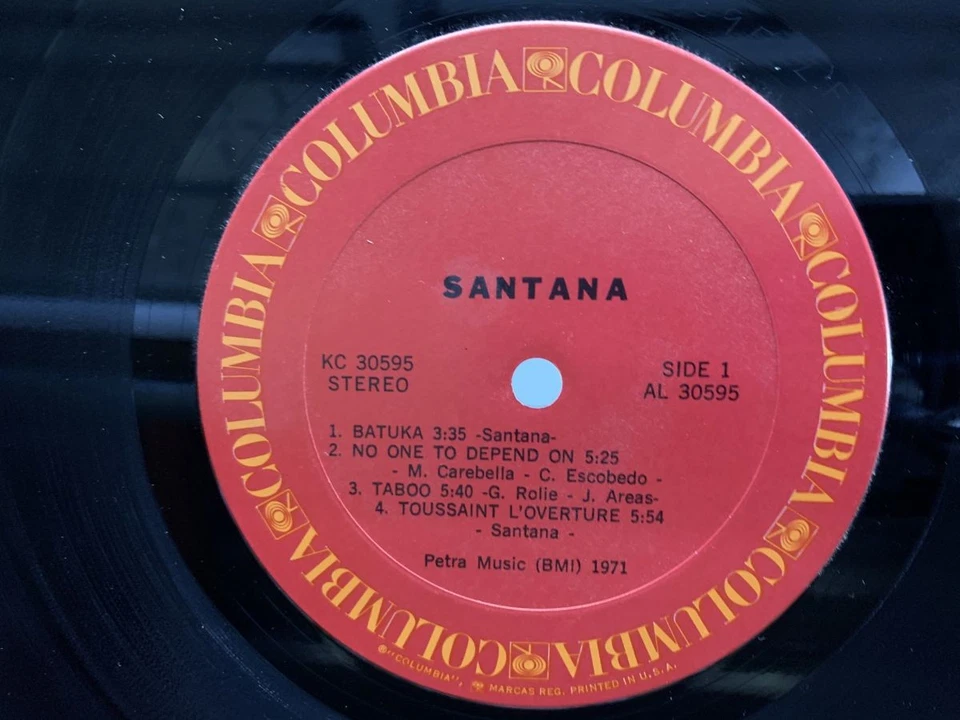 COLUMBIA COLUMBIA COLUMBIA COLUMBIA COLUMBIA COLUMBIA
SANTANA
KC 30595
STEREO
SIDE 1
AL 30595
1. BATUKA 3:35 -Santana-
2. NO ONE TO DEPEND ON 5:25
- M. Carebella - C. Escobedo -
3. TABOO 5:40 -G. Rolie - J. Areas-
4. TOUSSAINT L'OVERTURE 5:54
- Santana -
Petra Music (BMI) 1971
®"COLUMBIA", MARCAS REG. PRINTED IN U.S.A.